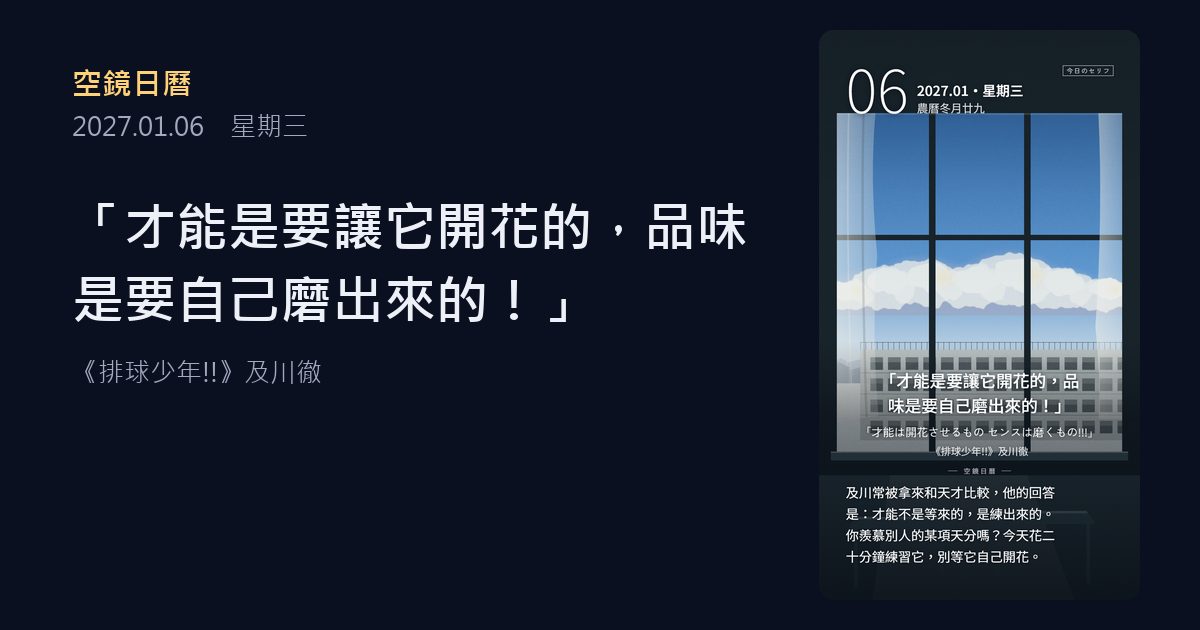 空鏡日曆
2027.01.06 星期三
「才能是要讓它開花的，品味
是要自己磨出來的！」
《排球少年!!》及川徹
今日のセリフ
06
2027.01・星期三
農曆冬月廿九
「才能是要讓它開花的，品
味是要自己磨出來的！」
「才能は開花させるもの センスは磨くもの!!!」
《排球少年!!》及川徹
— 空鏡日曆 —
及川常被拿來和天才比較，他的回答
是：才能不是等來的，是練出來的。
你羨慕別人的某項天分嗎？今天花二
十分鐘練習它，別等它自己開花。